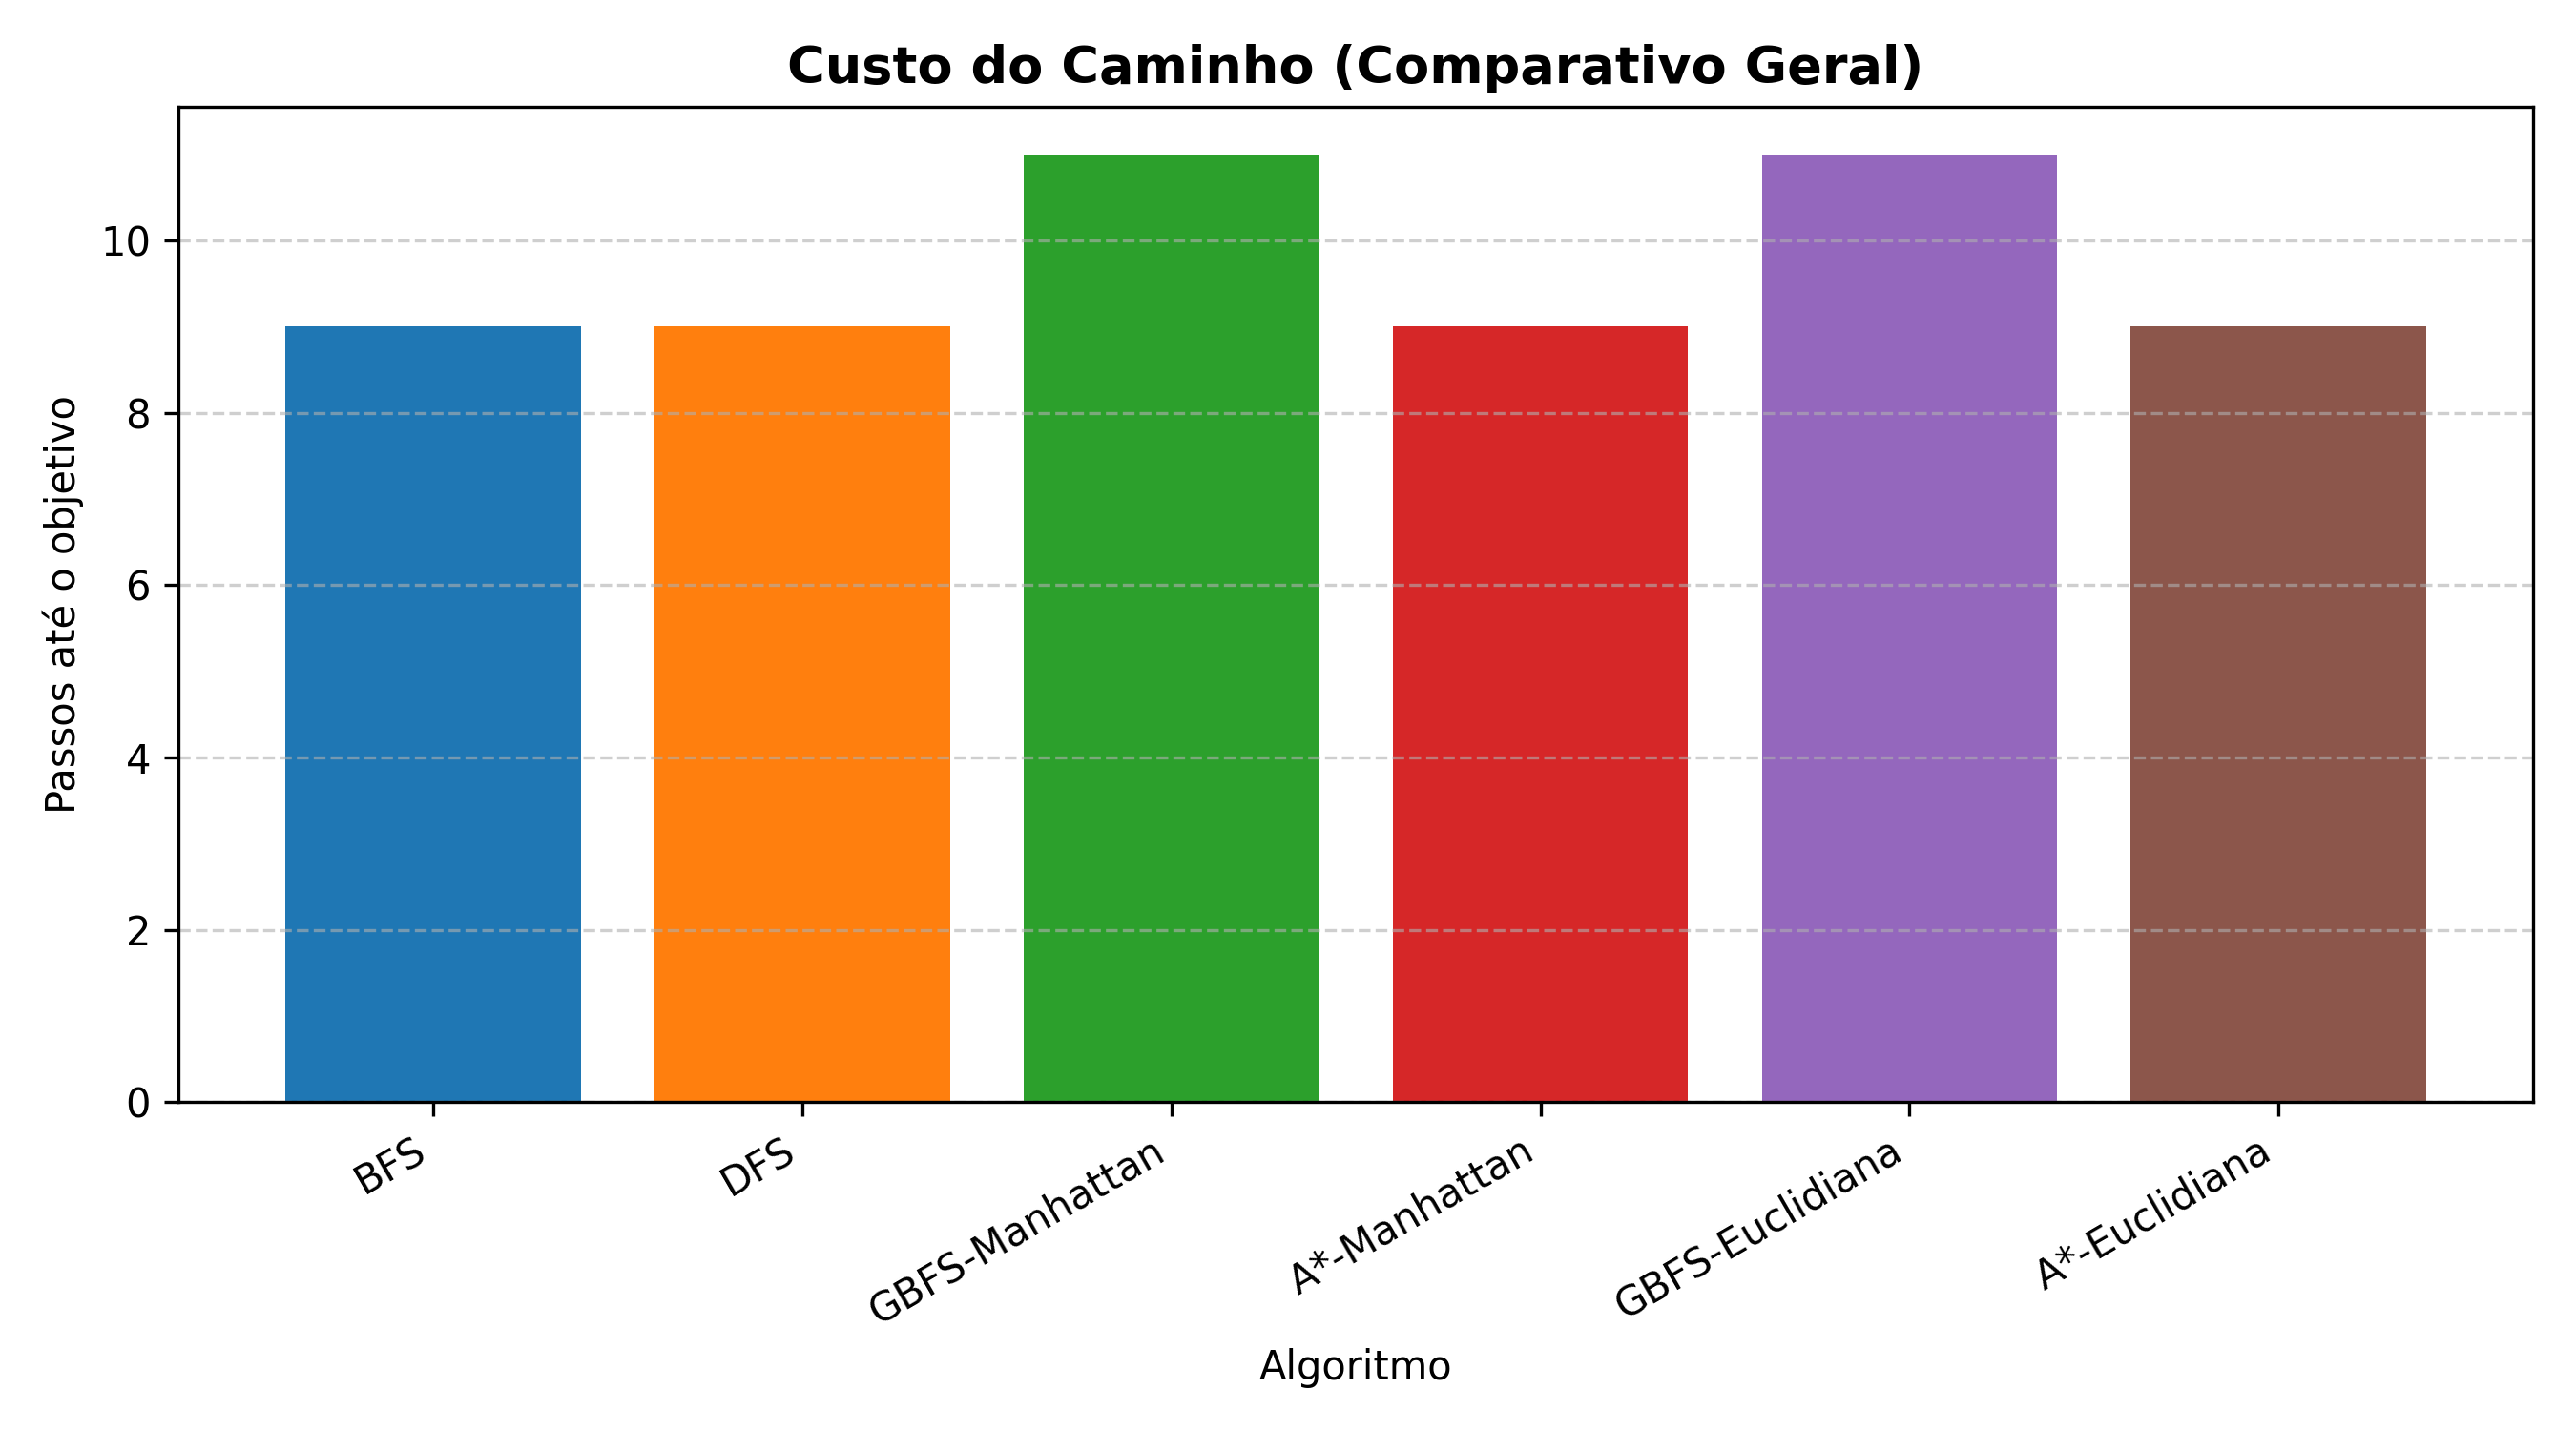 Custo do Caminho (Comparativo Geral)
Passos até o objetivo
10
8
6
4
2
0
BFS
DFS
GBFS-Manhattan
A*-Manhattan
GBFS-Euclidiana
A*-Euclidiana
Algoritmo